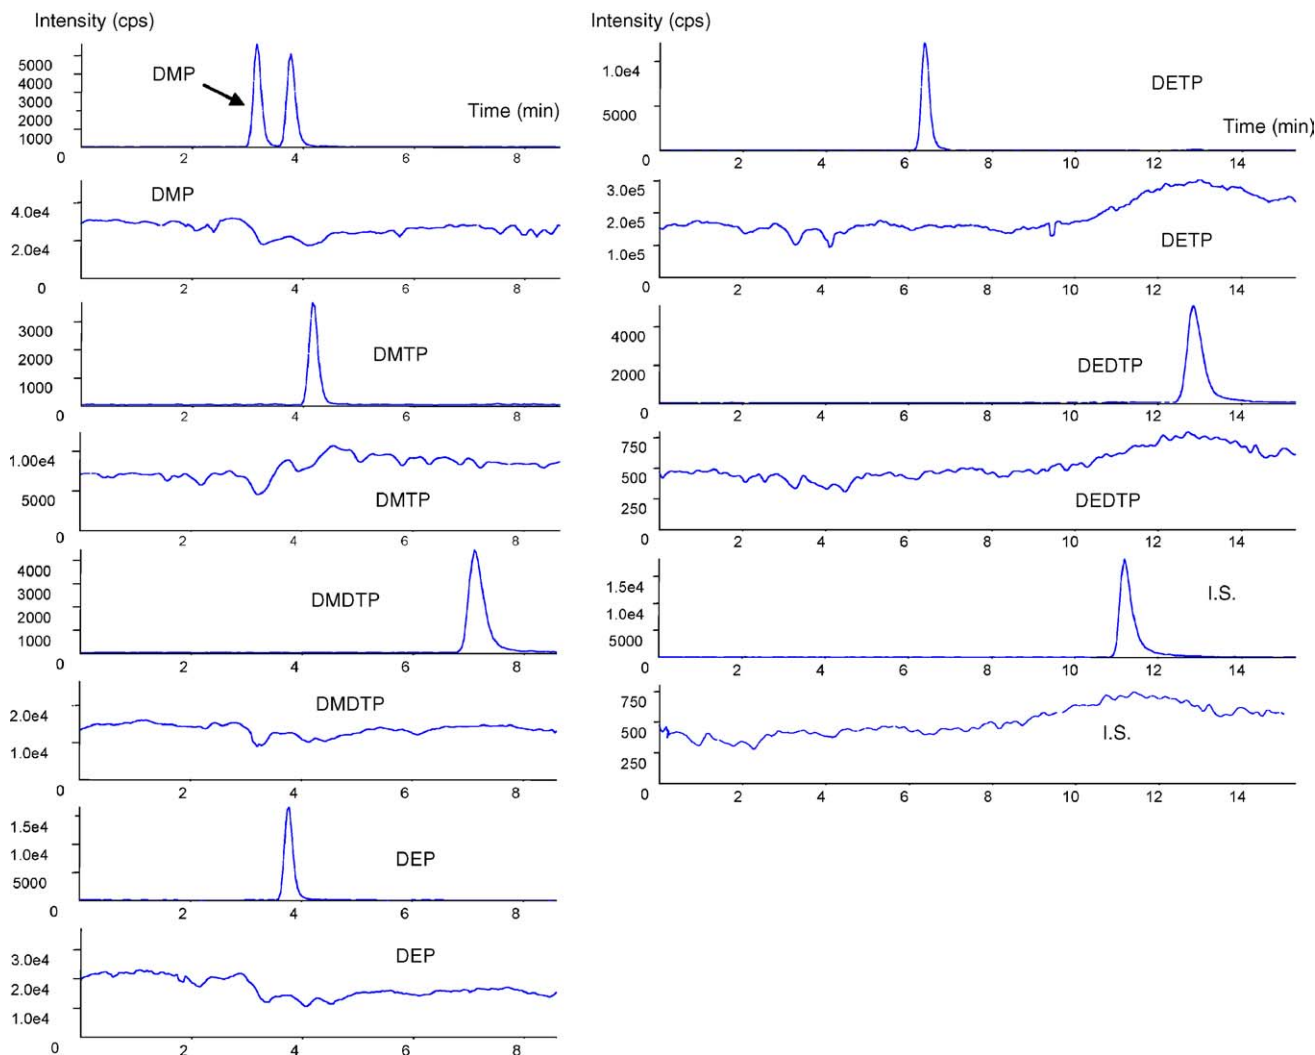 Intensity (cps)
5000
4000
3000
2000
1000
0
DMP
Time (min)
2 4 6 8
DMP
4.0e4
2.0e4
0
2 4 6 8
3000
2000
1000
0
DMTP
2 4 6 8
1.00e4
5000
0
DMTP
2 4 6 8
4000
3000
2000
1000
0
DMDTP
2 4 6 8
DMDTP
2.0e4
1.0e4
0
2 4 6 8
1.5e4
1.0e4
5000
0
DEP
2 4 6 8
DEP
3.0e4
2.0e4
1.0e4
0
2 4 6 8
Intensity (cps)
1.0e4
5000
0
DETP
Time (min)
2 4 6 8 10 12 14
3.0e5
2.0e5
1.0e5
0
DETP
2 4 6 8 10 12 14
4000
2000
0
DEDTP
2 4 6 8 10 12 14
750
500
250
0
DEDTP
2 4 6 8 10 12 14
1.5e4
1.0e4
5000
0
I.S.
2 4 6 8 10 12 14
750
500
250
0
I.S.
2 4 6 8 10 12 14